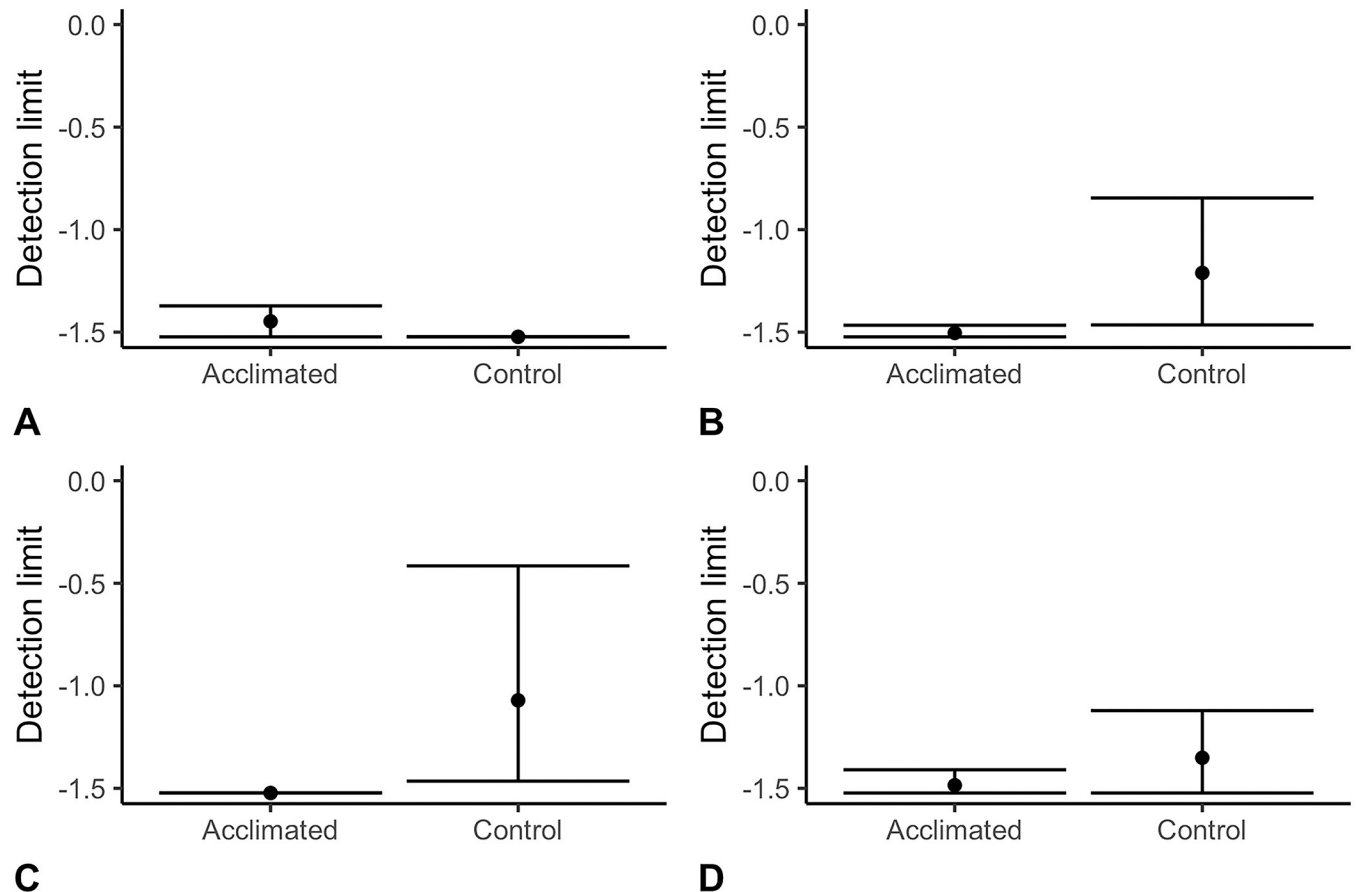 Detection limit
0.0
-0.5
-1.0
-1.5
Acclimated Control
A
Detection limit
0.0
-0.5
-1.0
-1.5
Acclimated Control
B
Detection limit
0.0
-0.5
-1.0
-1.5
Acclimated Control
C
Detection limit
0.0
-0.5
-1.0
-1.5
Acclimated Control
D